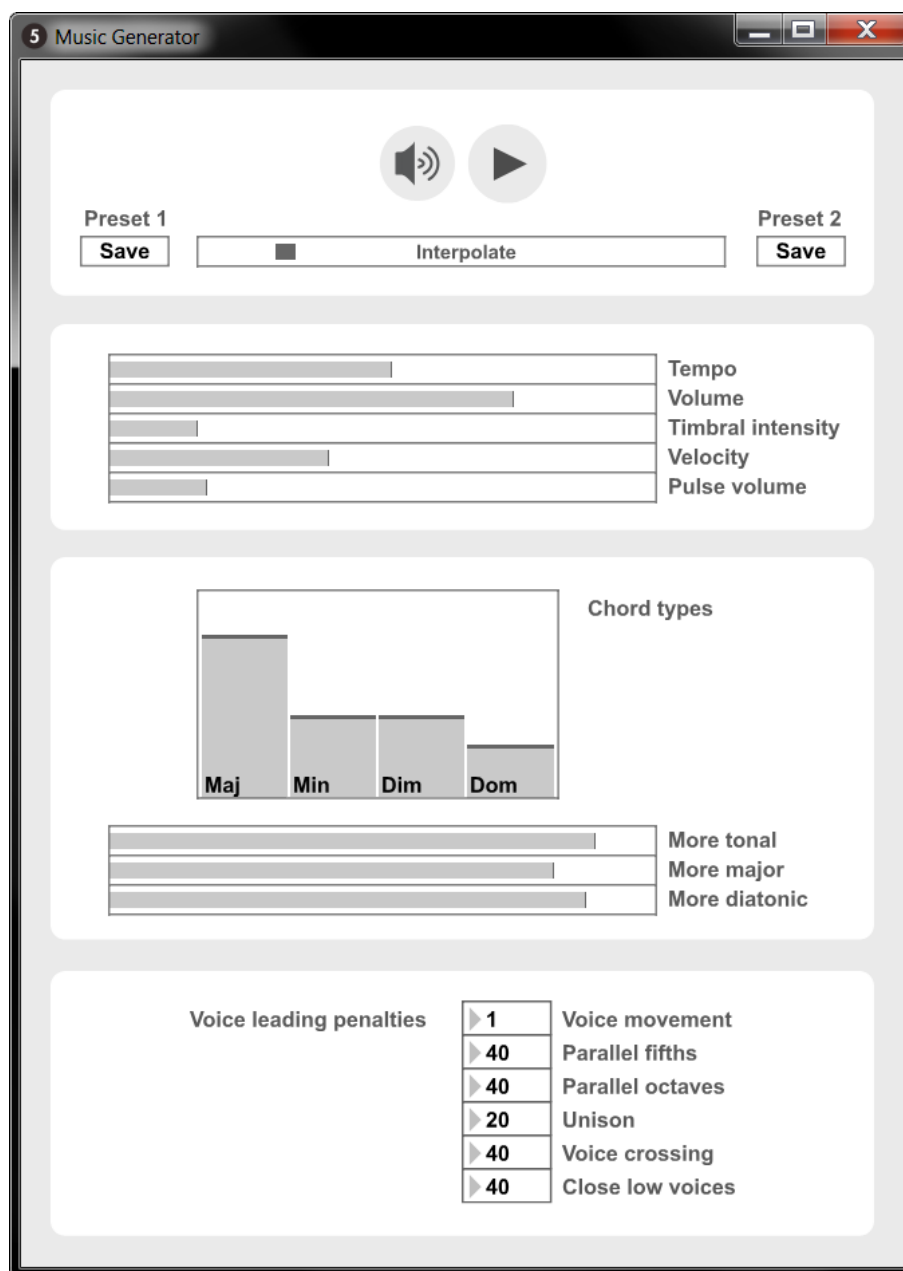 5 Music Generator
Preset 1
Preset 2
Save
Interpolate
Save
Tempo
Volume
Timbral intensity
Velocity
Pulse volume
Chord types
Maj Min Dim Dom
More tonal
More major
More diatonic
Voice leading penalties
1 Voice movement
40 Parallel fifths
40 Parallel octaves
20 Unison
40 Voice crossing
40 Close low voices